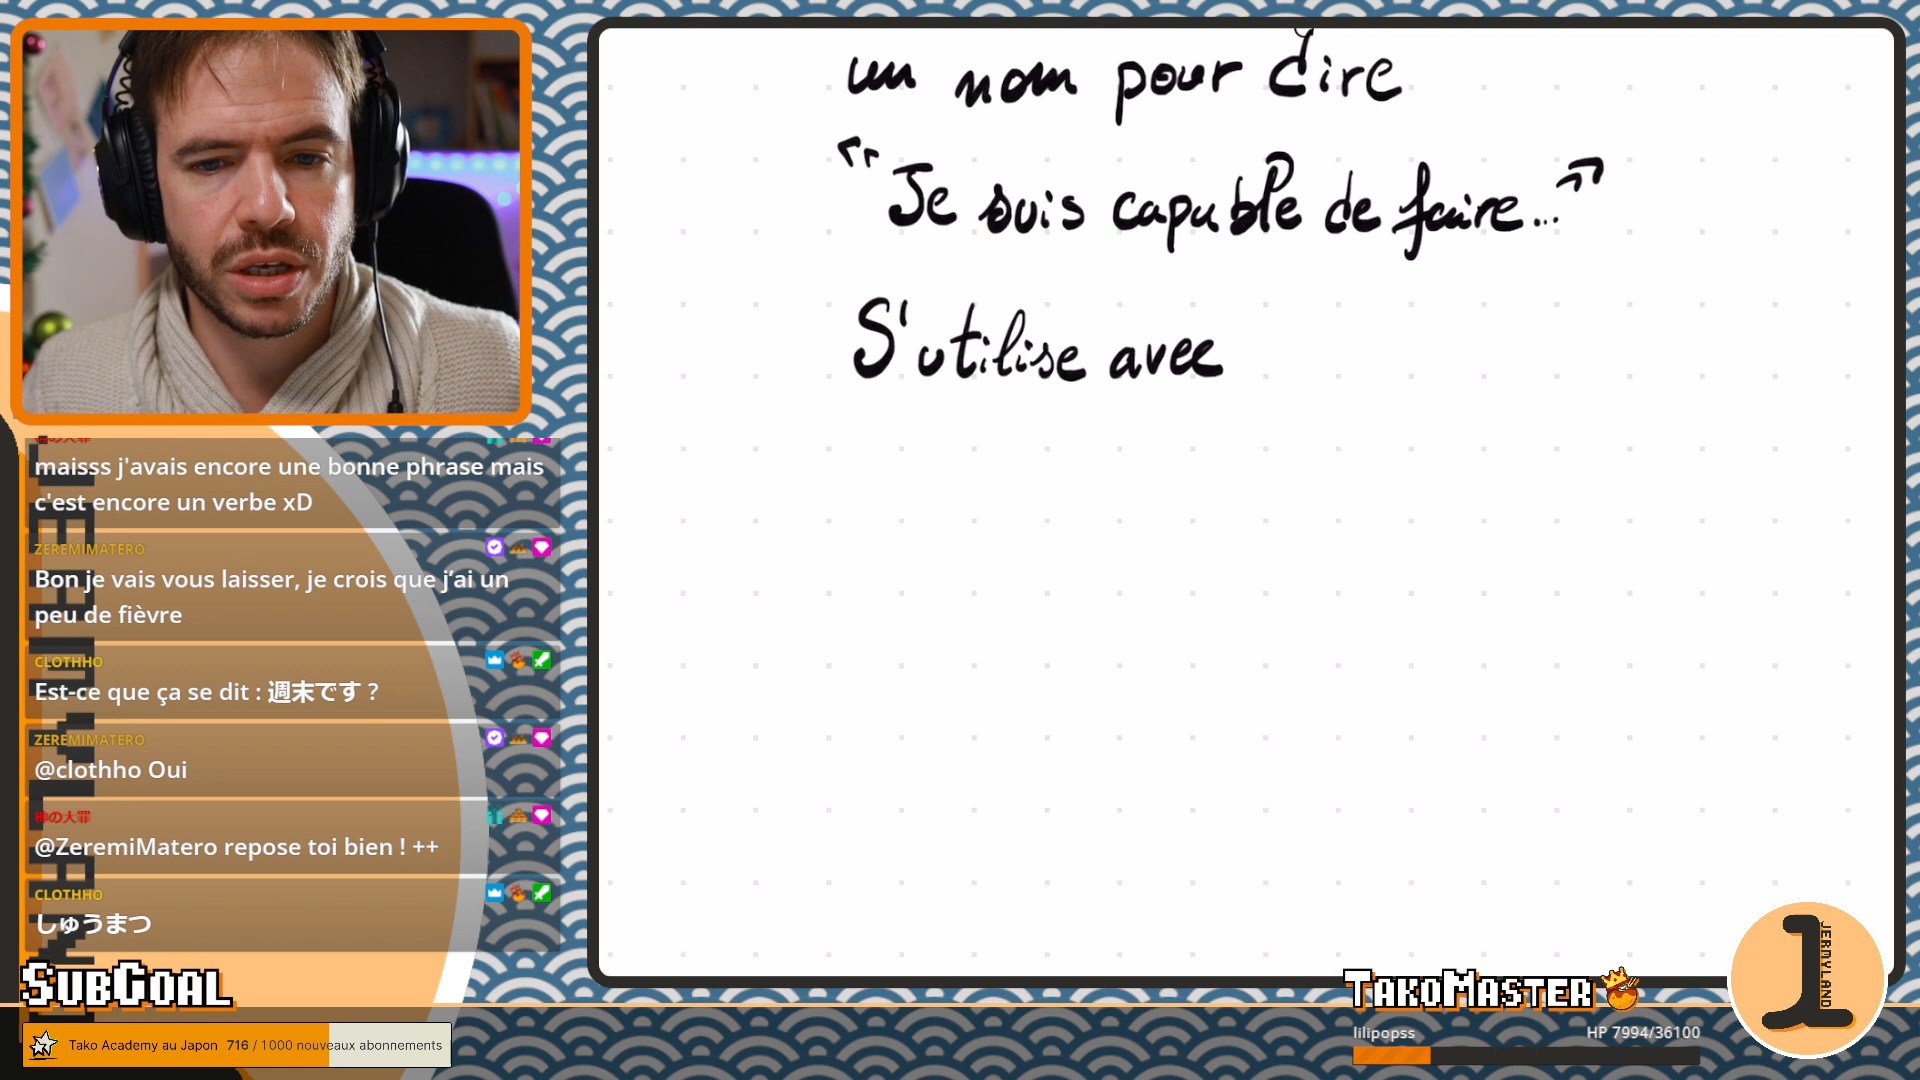 un nom pour dire
"Je suis capable de faire..."
S'utilise avec
maisss j'avais encore une bonne phrase mais
c'est encore un verbe xD
ZEREMIMATERO
Bon je vais vous laisser, je crois que j'ai un
peu de fièvre
CLOTHHO
Est-ce que ça se dit : 週末です ?
ZEREMIMATERO
@clothho Oui
神の大罪
@ZeremiMatero repose toi bien ! ++
CLOTHHO
しゅうまつ
SUBGOAL
Tako Academy au Japon 716 / 1000 nouveaux abonnements
TAKOMASTER
lilipopss HP 7994/36100
JERMYLAND